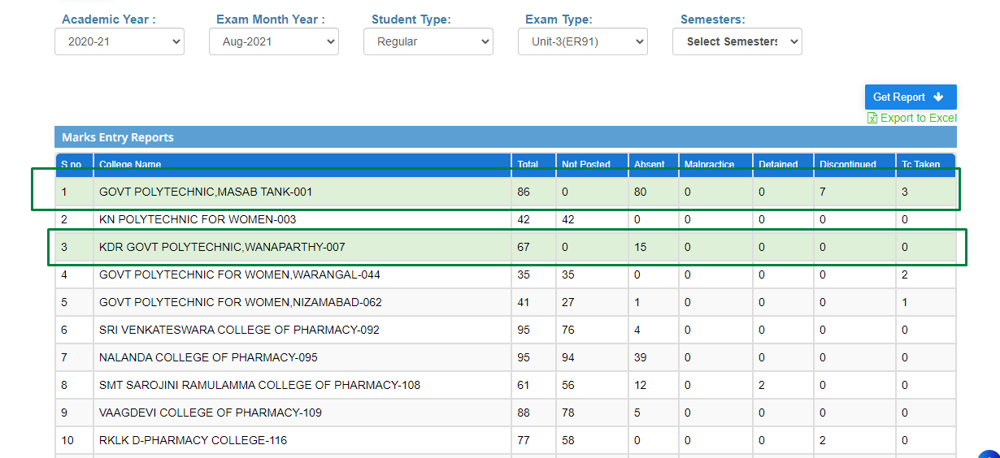 Academic Year : Exam Month Year : Student Type: Exam Type: Semesters:
2020-21 Aug-2021 Regular Unit-3(ER91) Select Semesters
Get Report
Export to Excel
Marks Entry Reports
S no College Name Total Not Posted Absent Malpractice Detained Discontinued Tc Taken
1 GOVT POLYTECHNIC,MASAB TANK-001 86 0 80 0 0 7 3
2 KN POLYTECHNIC FOR WOMEN-003 42 42 0 0 0 0 0
3 KDR GOVT POLYTECHNIC,WANAPARTHY-007 67 0 15 0 0 0 0
4 GOVT POLYTECHNIC FOR WOMEN,WARANGAL-044 35 35 0 0 0 0 2
5 GOVT POLYTECHNIC FOR WOMEN,NIZAMABAD-062 41 27 1 0 0 0 1
6 SRI VENKATESWARA COLLEGE OF PHARMACY-092 95 76 4 0 0 0 0
7 NALANDA COLLEGE OF PHARMACY-095 95 94 39 0 0 0 0
8 SMT SAROJINI RAMULAMMA COLLEGE OF PHARMACY-108 61 56 12 0 2 0 0
9 VAAGDEVI COLLEGE OF PHARMACY-109 88 78 5 0 0 0 0
10 RKLK D-PHARMACY COLLEGE-116 77 58 0 0 0 2 0